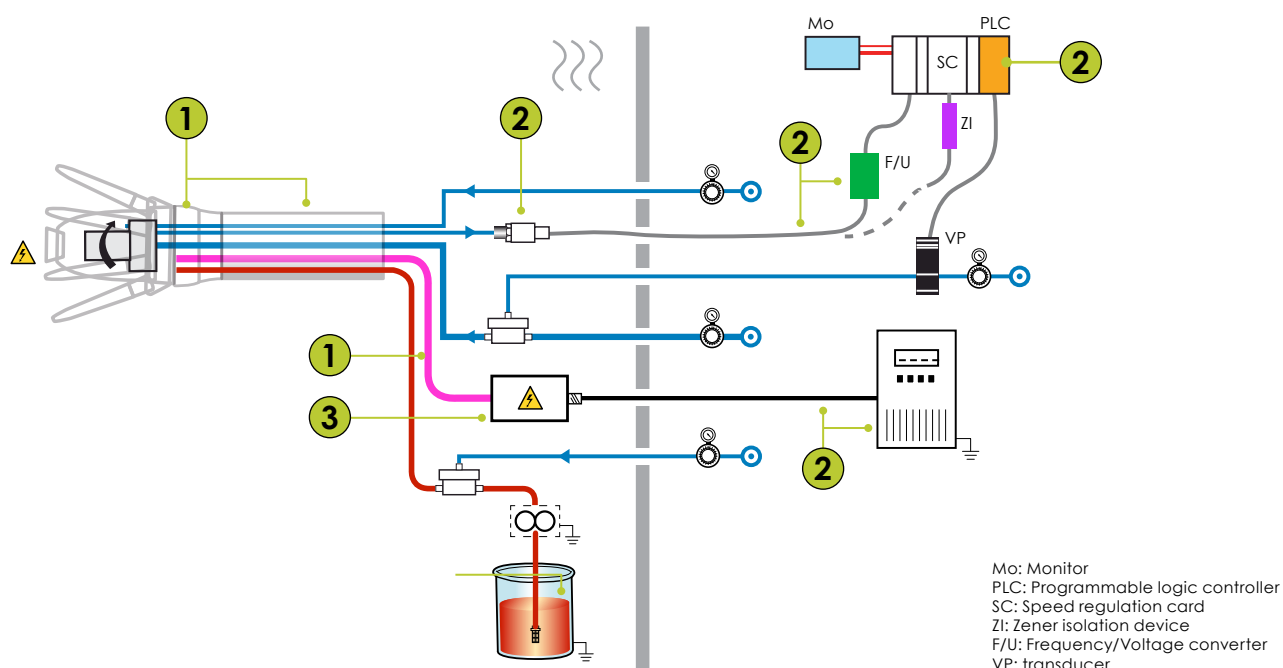 Mo
PLC
SC
2
1
2
ZI
2
F/U
VP
1
3
2
Mo: Monitor
PLC: Programmable logic controller
SC: Speed regulation card
ZI: Zener isolation device
F/U: Frequency/Voltage converter
VP: transducer